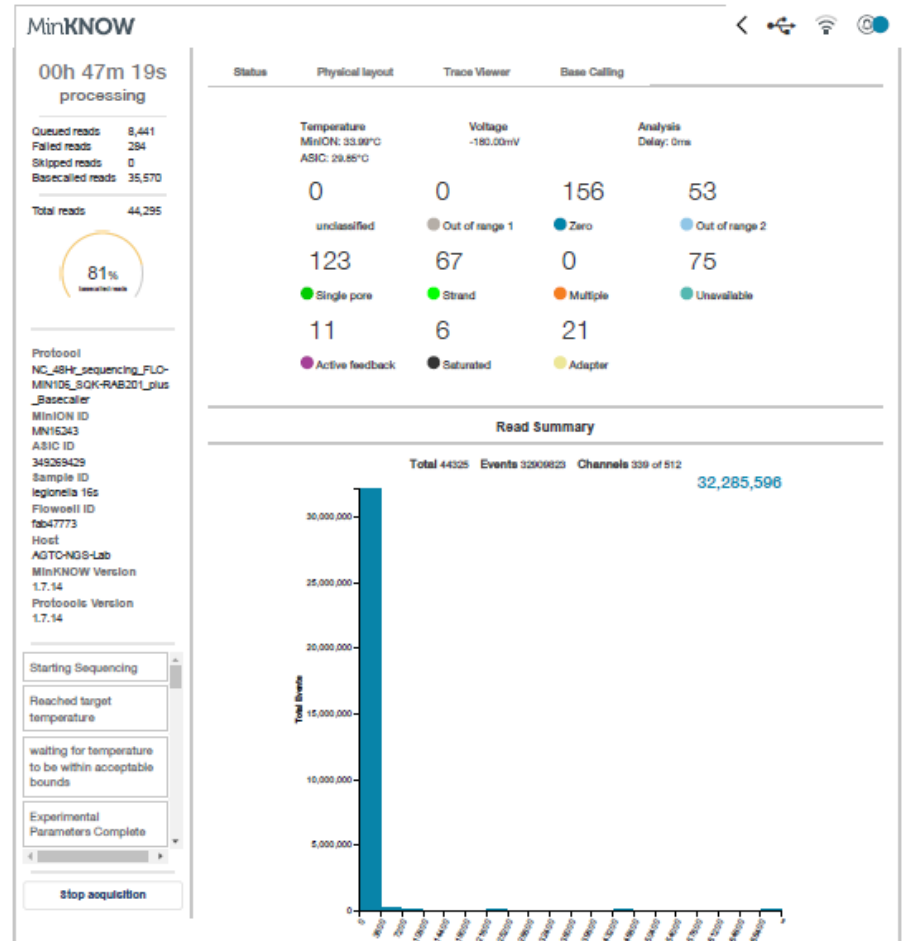 MinKNOW
00h 47m 19s
processing
Queued reads 8,441
Failed reads 284
Skipped reads 0
Basecalled reads 35,570
Total reads 44,295
81%
basecalled reads
Protocol
NC_48Hr_sequencing_FLO-
MIN106_SQK-RAB201_plus
_Basecaller
MinION ID
MN16243
ASIC ID
349269429
Sample ID
legionella 16s
Flowcell ID
fab47773
Host
AGTC-NGS-Lab
MinKNOW Version
1.7.14
Protocols Version
1.7.14
Starting Sequencing
Reached target
temperature
waiting for temperature
to be within acceptable
bounds
Experimental
Parameters Complete
Stop acquisition
Status Physical layout Trace Viewer Base Calling
Temperature Voltage Analysis
MinION: 33.99°C -180.00mV Delay: 0ms
ASIC: 29.85°C
0 0 156 53
unclassified Out of range 1 Zero Out of range 2
123 67 0 75
Single pore Strand Multiple Unavailable
11 6 21
Active feedback Saturated Adapter
Read Summary
Total 44325 Events 32909823 Channels 339 of 512
32,285,596
30,000,000
25,000,000
20,000,000
Total Events
15,000,000
10,000,000
5,000,000
0
0 3600 7200